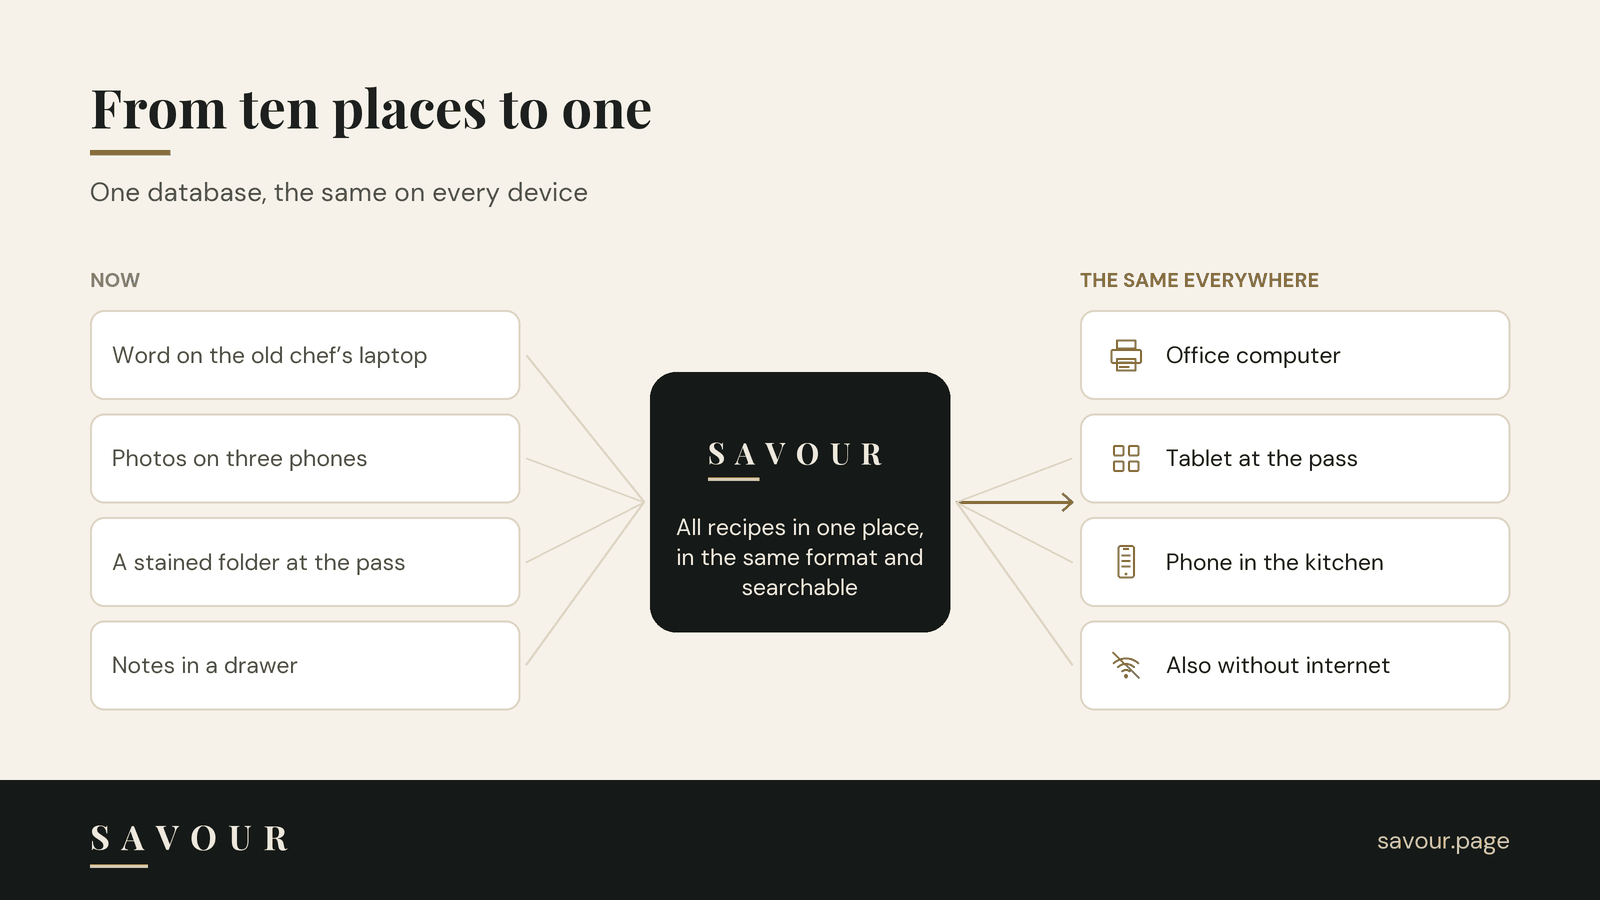 From ten places to one
One database, the same on every device
NOW
Word on the old chef’s laptop
Photos on three phones
A stained folder at the pass
Notes in a drawer
SAVOUR
All recipes in one place,
in the same format and
searchable
THE SAME EVERYWHERE
Office computer
Tablet at the pass
Phone in the kitchen
Also without internet
SAVOUR
savour.page